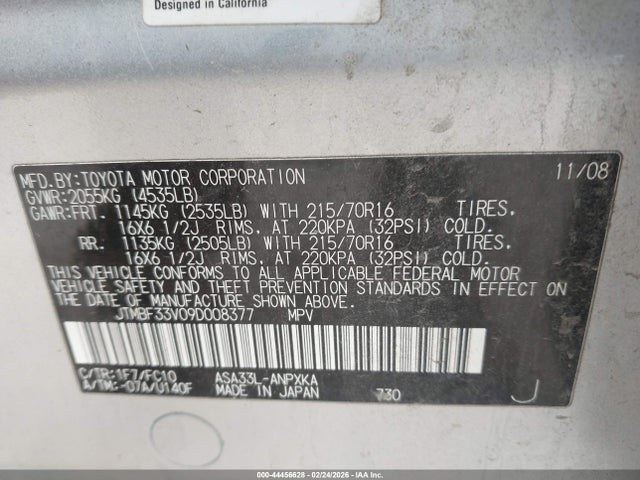 Designed in California
MFD.BY:TOYOTA MOTOR CORPORATION 11/08
GVWR:2055KG (4535LB)
GAWR:FRT. 1145KG (2535LB) WITH 215/70R16 TIRES,
16X6 1/2J RIMS, AT 220KPA (32PSI) COLD.
RR. 1135KG (2505LB) WITH 215/70R16 TIRES,
16X6 1/2J RIMS, AT 220KPA (32PSI) COLD.
THIS VEHICLE CONFORMS TO ALL APPLICABLE FEDERAL MOTOR
VEHICLE SAFETY AND THEFT PREVENTION STANDARDS IN EFFECT ON
THE DATE OF MANUFACTURE SHOWN ABOVE.
JTMBF33V09D008377 MPV
C/TR:1F7/FC10 ASA33L-ANPXKA
A/TM:-07A/U140F MADE IN JAPAN 730 J
000-44456628 - 02/24/2026 - IAA Inc.